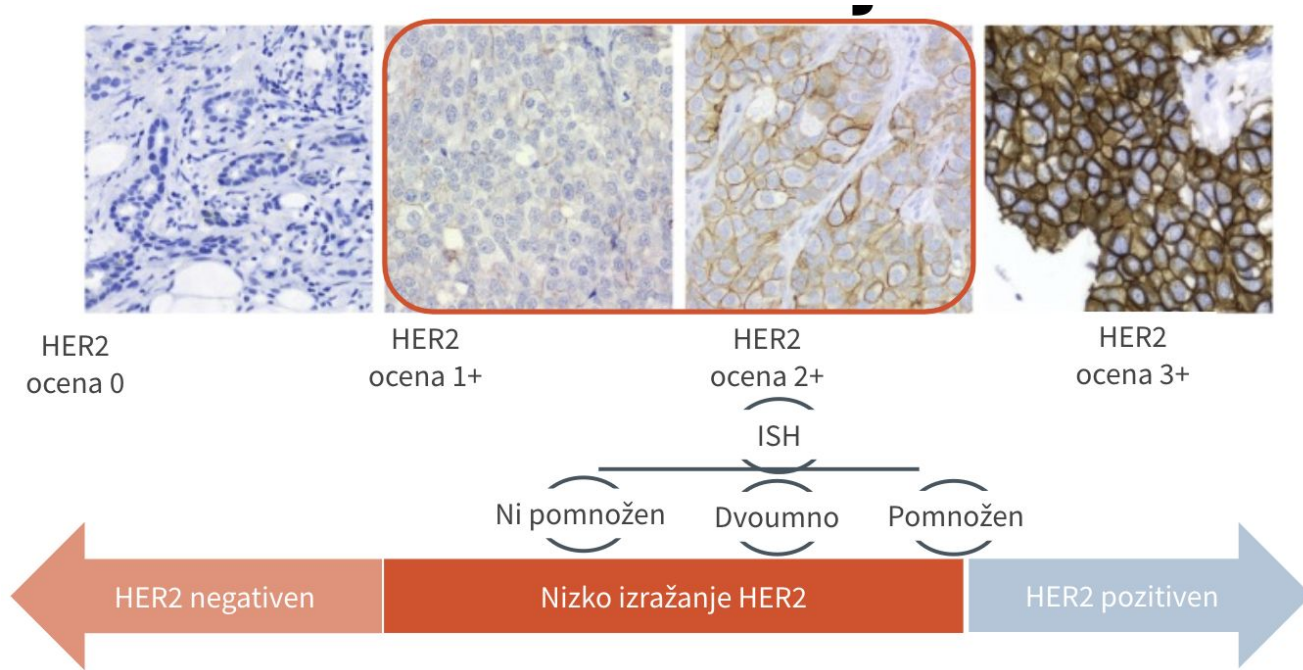 HER2
ocena 0
HER2
ocena 1+
HER2
ocena 2+
HER2
ocena 3+
ISH
Ni pomnožen
Dvoumno
Pomnožen
HER2 negativen
Nizko izražanje HER2
HER2 pozitiven